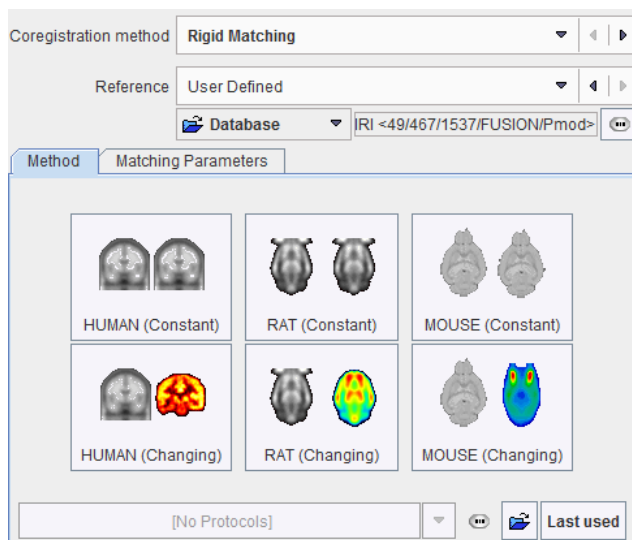 Coregistration method Rigid Matching
Reference User Defined
Database IRI <49/467/1537/FUSION/Pmod>
Method Matching Parameters
HUMAN (Constant) RAT (Constant) MOUSE (Constant)
HUMAN (Changing) RAT (Changing) MOUSE (Changing)
[No Protocols] Last used